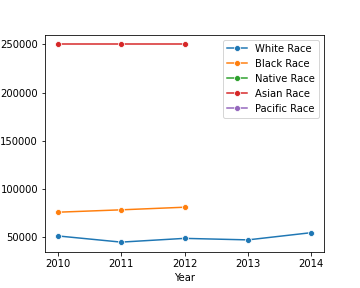 250000
200000
150000
100000
50000
2010 2011 2012 2013 2014
Year
White Race
Black Race
Native Race
Asian Race
Pacific Race